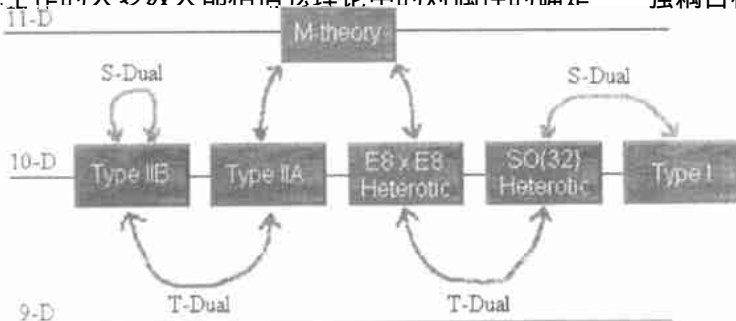 11-D
M-theory
S-Dual
S-Dual
10-D
Type IIB
Type IIA
E8 x E8
Heterotic
SO(32)
Heterotic
Type I
T-Dual
T-Dual
9-D